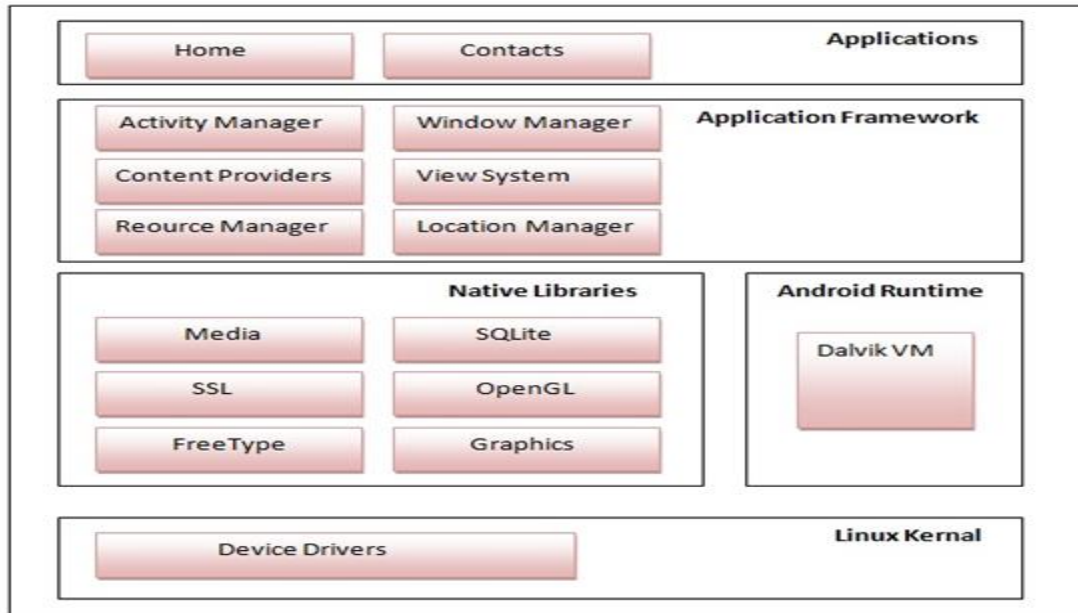 Applications
Home
Contacts
Application Framework
Activity Manager
Window Manager
Content Providers
View System
Reource Manager
Location Manager
Native Libraries
Media
SQLite
SSL
OpenGL
FreeType
Graphics
Android Runtime
Dalvik VM
Linux Kernal
Device Drivers